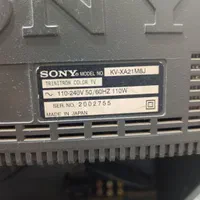 SONY
SONY® MODEL NO. KV-XA21M8J
TRINITRON COLOR TV
~ 110-240V 50/60HZ 110W
SER.NO. 2002755
MADE IN JAPAN